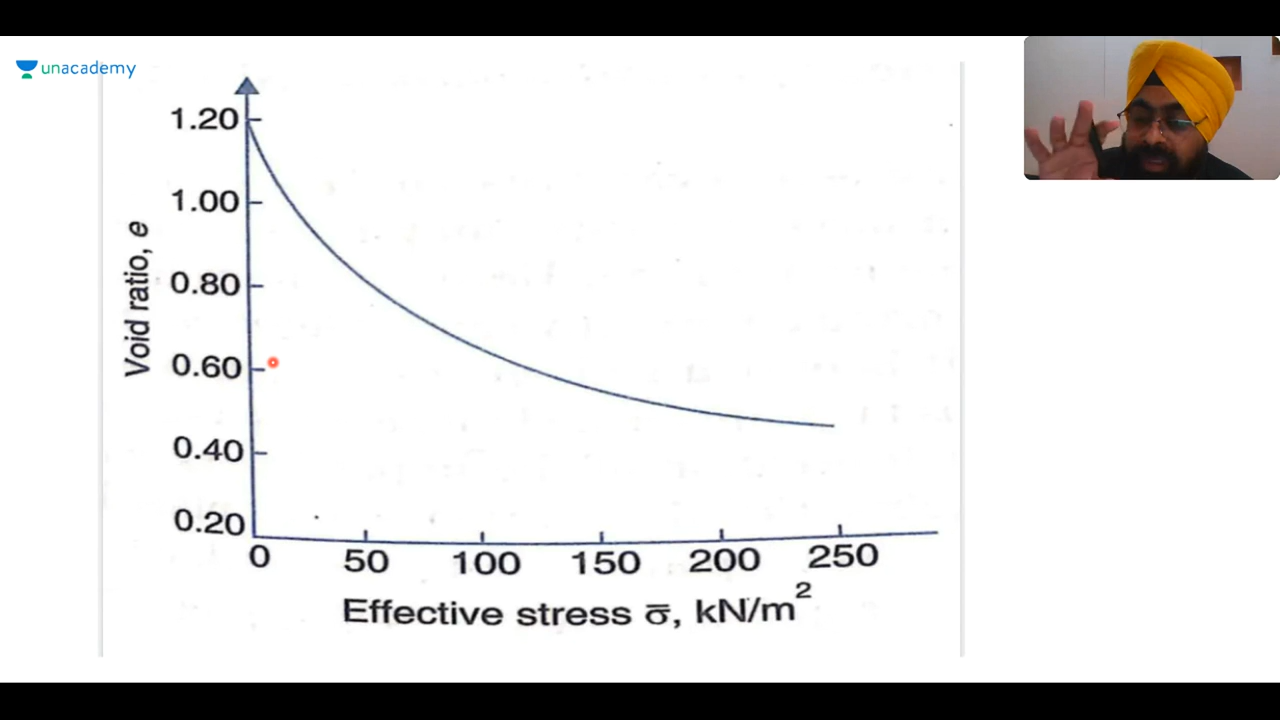 unacademy
1.20
1.00
0.80
0.60
0.40
0.20
Void ratio, e
0 50 100 150 200 250
Effective stress σ̅, kN/m²